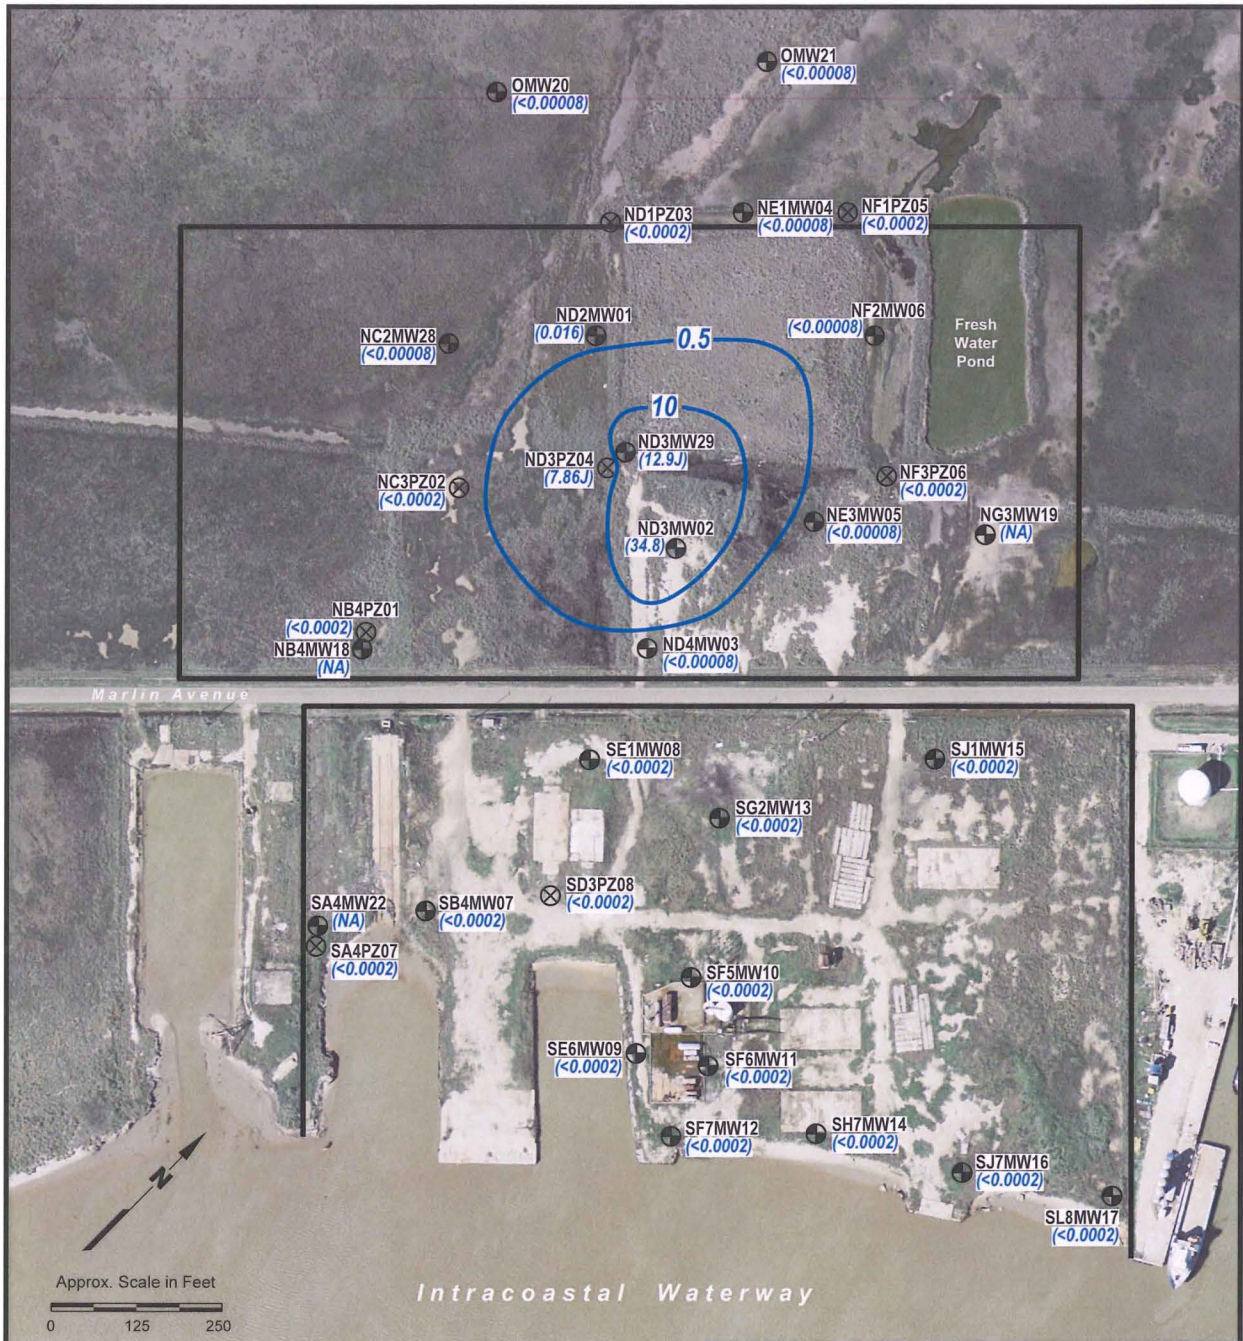 OMW21
(<0.00008)
OMW20
(<0.00008)
ND1PZ03
(<0.0002)
NE1MW04
(<0.00008)
NF1PZ05
(<0.0002)
ND2MW01
(0.016)
NF2MW06
(<0.00008)
NC2MW28
(<0.00008)
0.5
Fresh
Water
Pond
10
ND3MW29
(12.9J)
ND3PZ04
(7.86J)
NC3PZ02
(<0.0002)
NF3PZ06
(<0.0002)
NE3MW05
(<0.00008)
NG3MW19
(NA)
ND3MW02
(34.8)
NB4PZ01
(<0.0002)
NB4MW18
(NA)
ND4MW03
(<0.00008)
Marlin Avenue
SE1MW08
(<0.0002)
SJ1MW15
(<0.0002)
SG2MW13
(<0.0002)
SD3PZ08
(<0.0002)
SA4MW22
(NA)
SB4MW07
(<0.0002)
SA4PZ07
(<0.0002)
SF5MW10
(<0.0002)
SE6MW09
(<0.0002)
SF6MW11
(<0.0002)
SF7MW12
(<0.0002)
SH7MW14
(<0.0002)
SJ7MW16
(<0.0002)
SL8MW17
(<0.0002)
N
Approx. Scale in Feet
0 125 250
Intracoastal Waterway